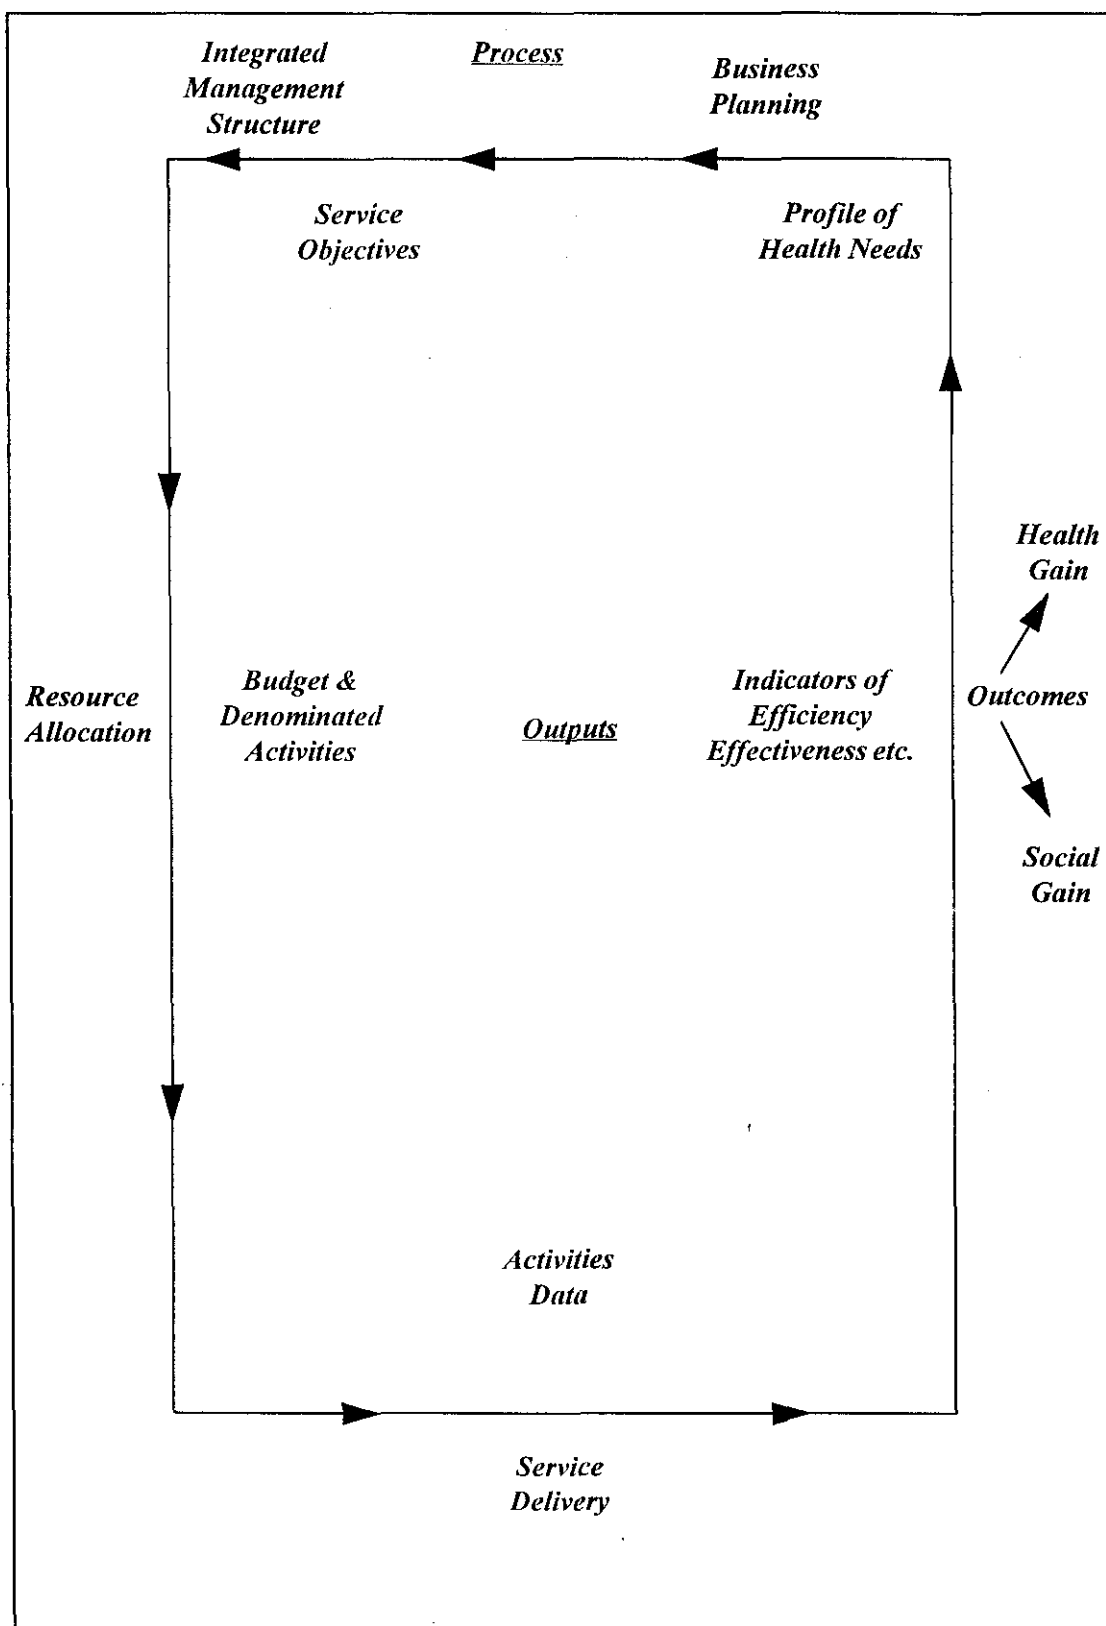 Integrated
Management
Structure
Process
Business
Planning
Service
Objectives
Profile of
Health Needs
Health
Gain
Resource
Allocation
Budget &
Denominated
Activities
Outputs
Indicators of
Efficiency
Effectiveness etc.
Outcomes
Social
Gain
Activities
Data
Service
Delivery